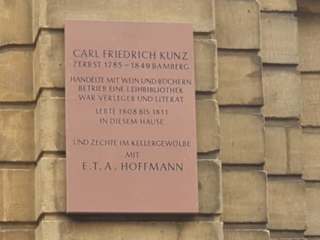 CARL FRIEDRICH KUNZ
ZERBST 1785–1849 BAMBERG
HANDELTE MIT WEIN UND BÜCHERN
BETRIEB EINE LEIHBIBLIOTHEK
WAR VERLEGER UND LITERAT
LEBTE 1808 BIS 1811
IN DIESEM HAUSE
UND ZECHTE IM KELLERGEWÖLBE
MIT
E.T.A. HOFFMANN